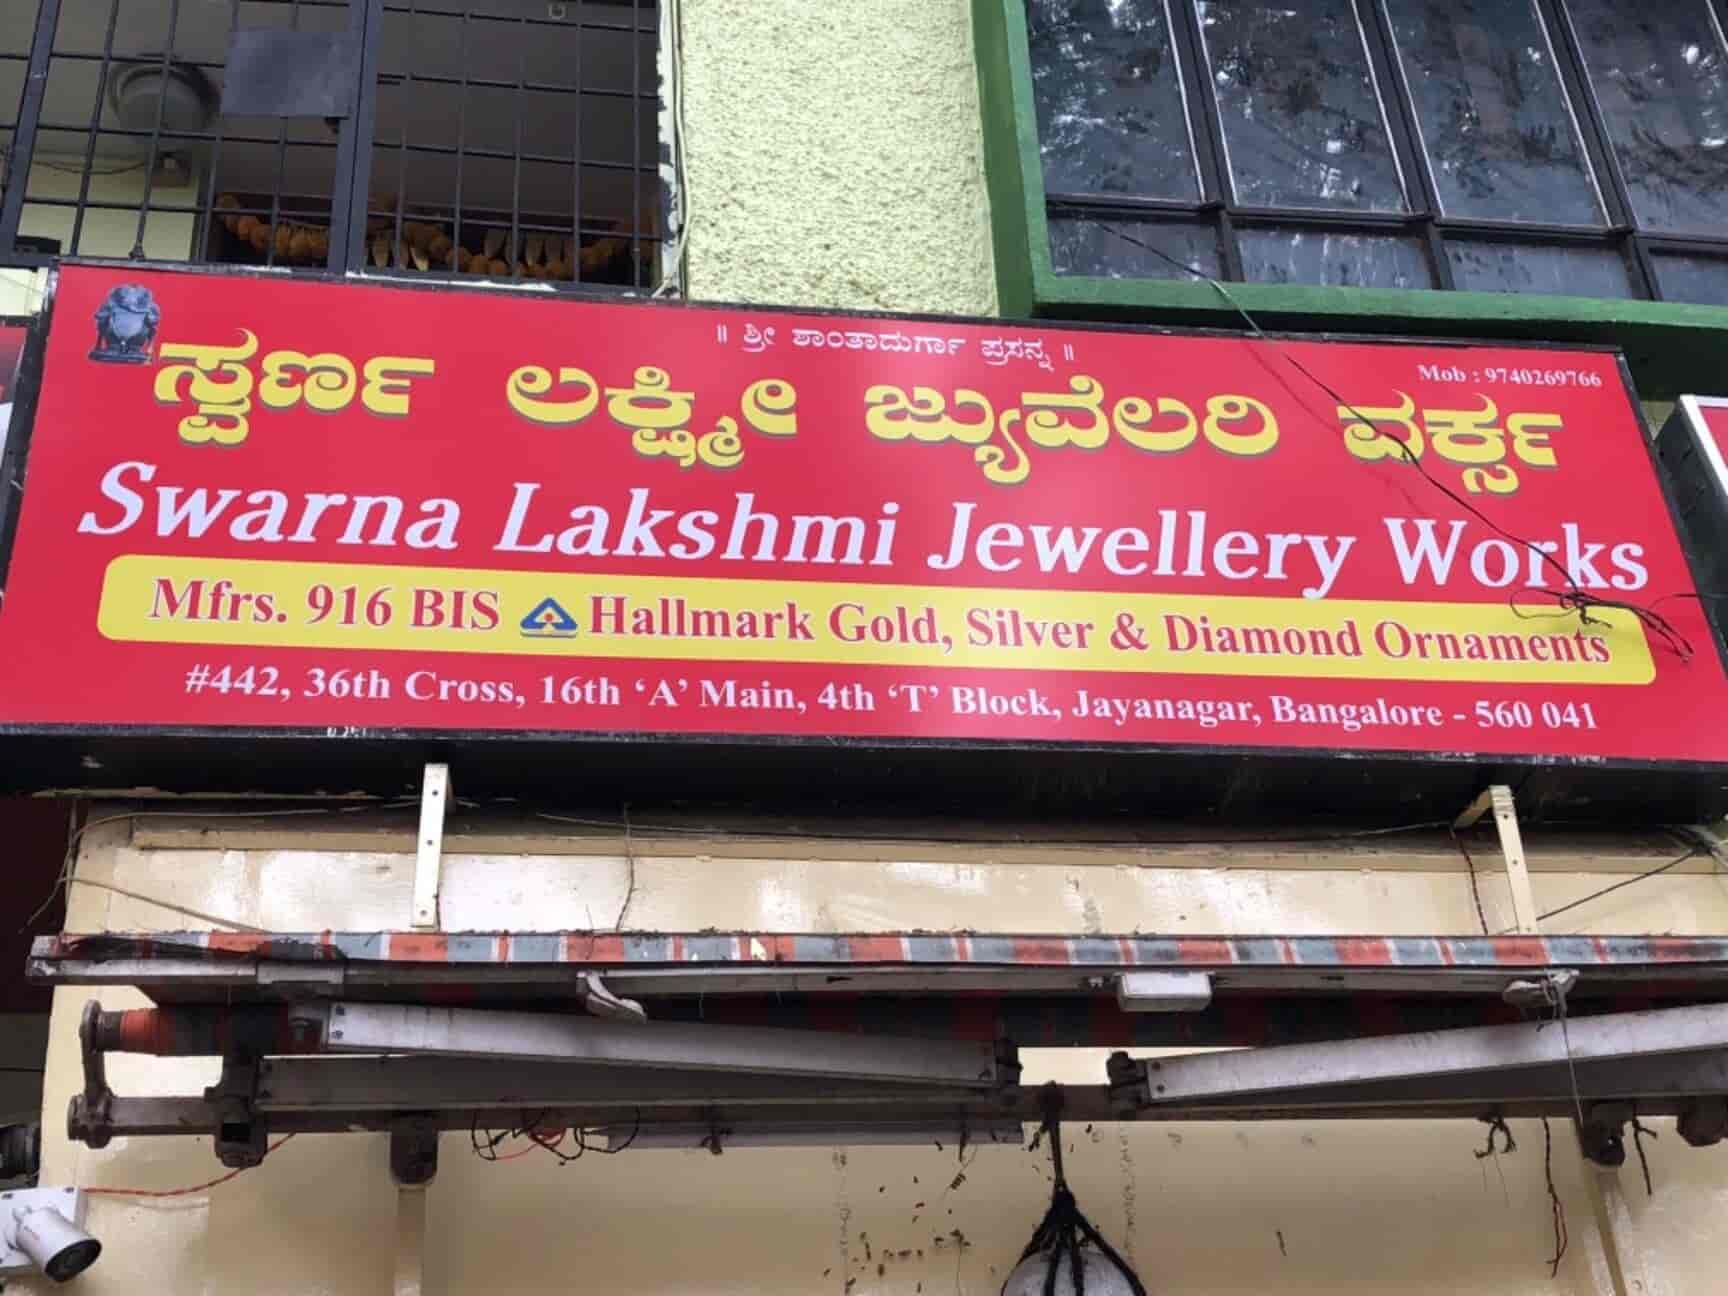 ॥ ಶ್ರೀ ಶಾಂತಾದುರ್ಗಾ ಪ್ರಸನ್ನ ॥
Mob : 9740269766
ಸ್ವರ್ಣ ಲಕ್ಷ್ಮೀ ಜ್ಯುವೆಲರಿ ವರ್ಕ್ಸ
Swarna Lakshmi Jewellery Works
Mfrs. 916 BIS Hallmark Gold, Silver & Diamond Ornaments
#442, 36th Cross, 16th ‘A’ Main, 4th ‘T’ Block, Jayanagar, Bangalore - 560 041